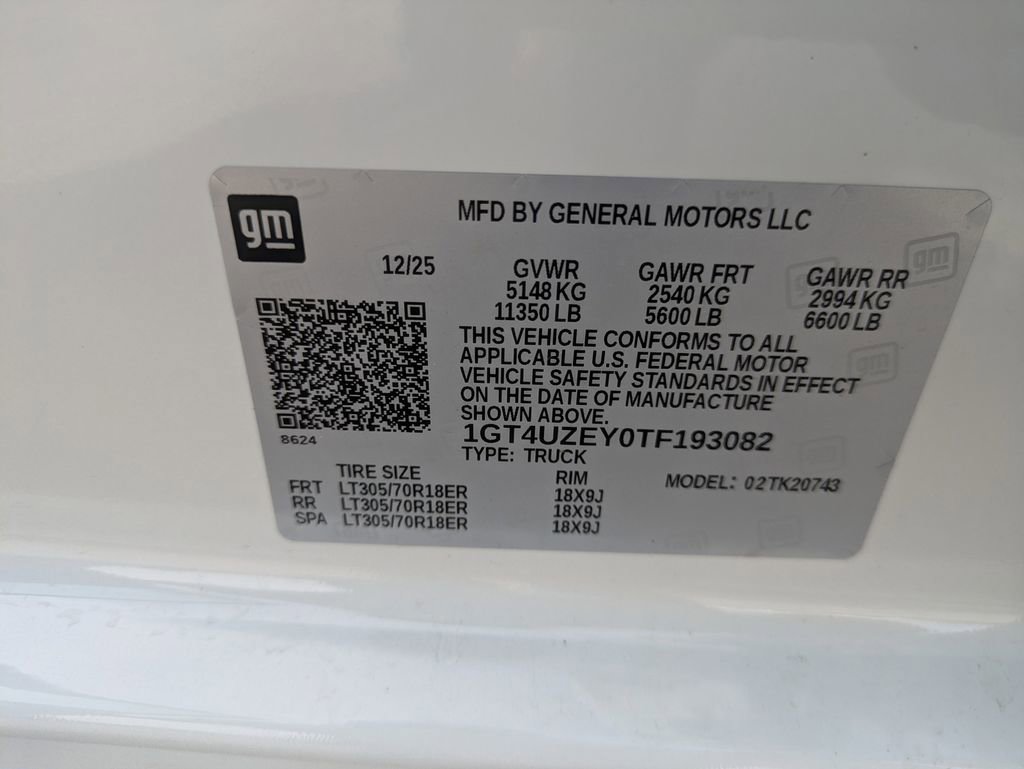 gm
MFD BY GENERAL MOTORS LLC
12/25
GVWR
5148 KG
11350 LB
GAWR FRT
2540 KG
5600 LB
GAWR RR
2994 KG
6600 LB
THIS VEHICLE CONFORMS TO ALL
APPLICABLE U.S. FEDERAL MOTOR
VEHICLE SAFETY STANDARDS IN EFFECT
ON THE DATE OF MANUFACTURE
SHOWN ABOVE.
8624
1GT4UZEY0TF193082
TYPE: TRUCK
TIRE SIZE RIM
MODEL: 02TK20743
FRT LT305/70R18ER 18X9J
RR LT305/70R18ER 18X9J
SPA LT305/70R18ER 18X9J